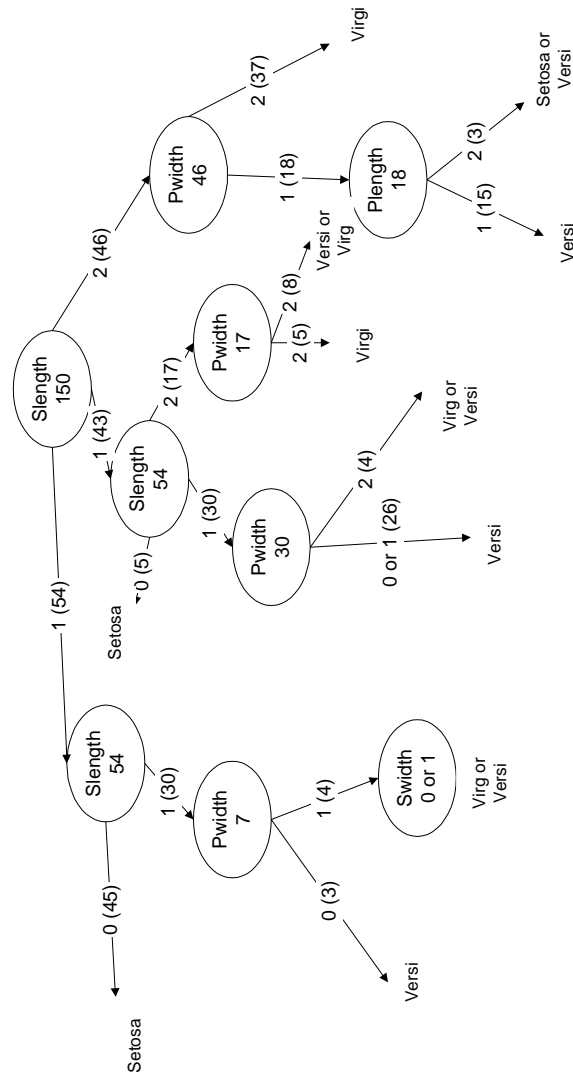 Slength
150
1 (54)
1 (43)
2 (46)
Slength
54
Slength
54
Pwidth
46
0 (45)
1 (30)
0 (5)
1 (30)
2 (17)
1 (18)
2 (37)
Setosa
Setosa
Virgi
Pwidth
7
Pwidth
30
Pwidth
17
Plength
18
0 (3)
1 (4)
0 or 1 (26)
2 (4)
2 (5)
2 (8)
1 (15)
2 (3)
Versi
Swidth
0 or 1
Virg or
Versi
Versi
Virg or
Versi
Virgi
Versi or
Virg
Versi
Setosa or
Versi